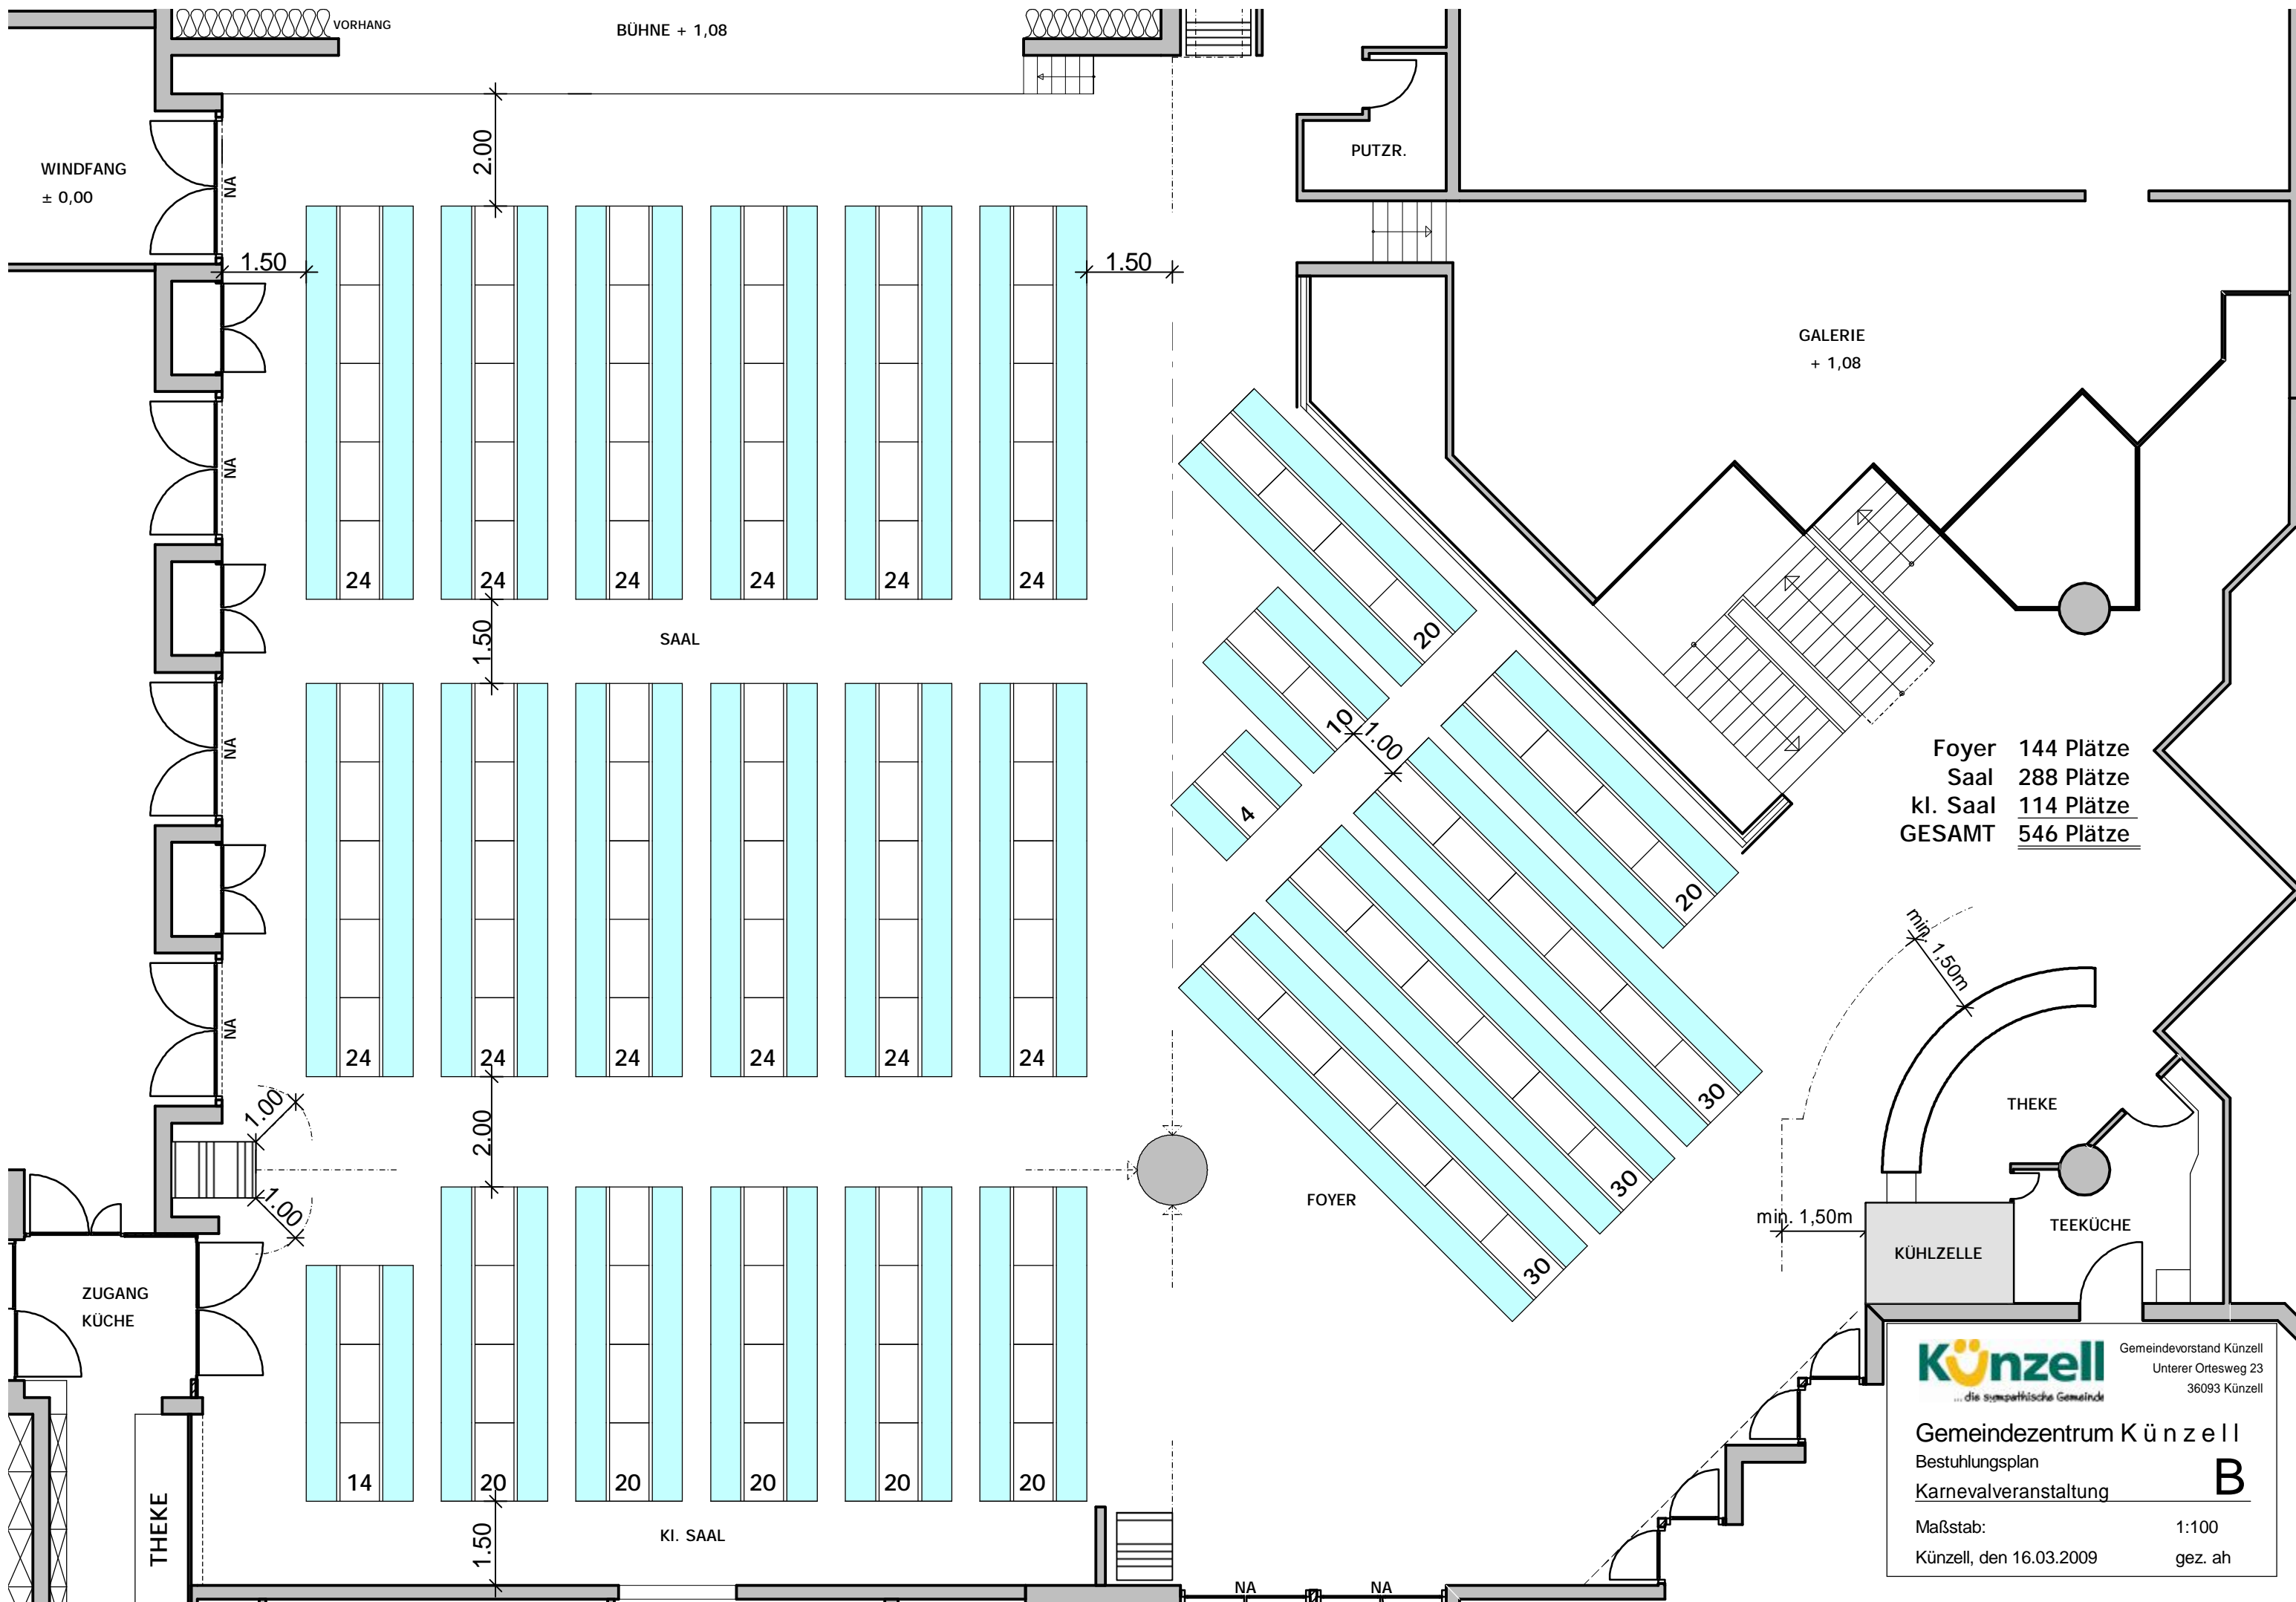 VORHANG
BÜHNE + 1,08
WINDFANG
± 0,00
NA
2.00
PUTZR.
1.50
1.50
GALERIE
+ 1,08
NA
24 24 24 24 24 24
1.50
SAAL
20
10
1.00
4
20
NA
Foyer 144 Plätze
Saal 288 Plätze
kl. Saal 114 Plätze
GESAMT 546 Plätze
min. 1,50m
NA
24 24 24 24 24 24
30
30
30
1.00
2.00
1.00
THEKE
FOYER
min. 1,50m
TEEKÜCHE
KÜHLZELLE
ZUGANG
KÜCHE
14 20 20 20 20 20
THEKE
1.50
Kl. SAAL
NA NA
Künzell
... die sympathische Gemeinde
Gemeindevorstand Künzell
Unterer Ortesweg 23
36093 Künzell
Gemeindezentrum K ü n z e l l
Bestuhlungsplan
Karnevalveranstaltung B
Maßstab: 1:100
Künzell, den 16.03.2009 gez. ah